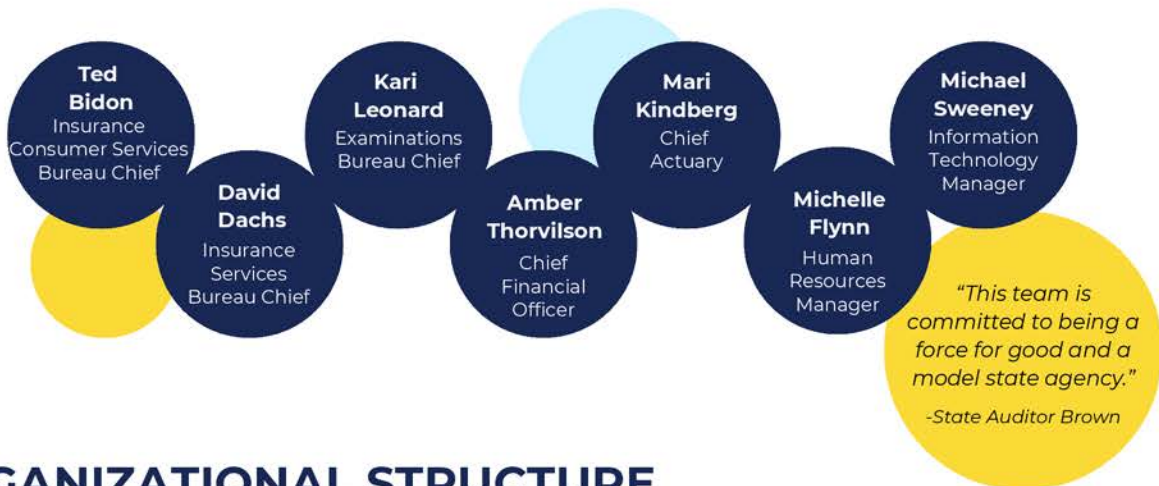 Ted
Bidon
Insurance
Consumer Services
Bureau Chief
David
Dachs
Insurance
Services
Bureau Chief
Kari
Leonard
Examinations
Bureau Chief
Amber
Thorvilson
Chief
Financial
Officer
Mari
Kindberg
Chief
Actuary
Michelle
Flynn
Human
Resources
Manager
Michael
Sweeney
Information
Technology
Manager
“This team is
committed to being a
force for good and a
model state agency.”
-State Auditor Brown
GANIZATIONAL STRUCTURE